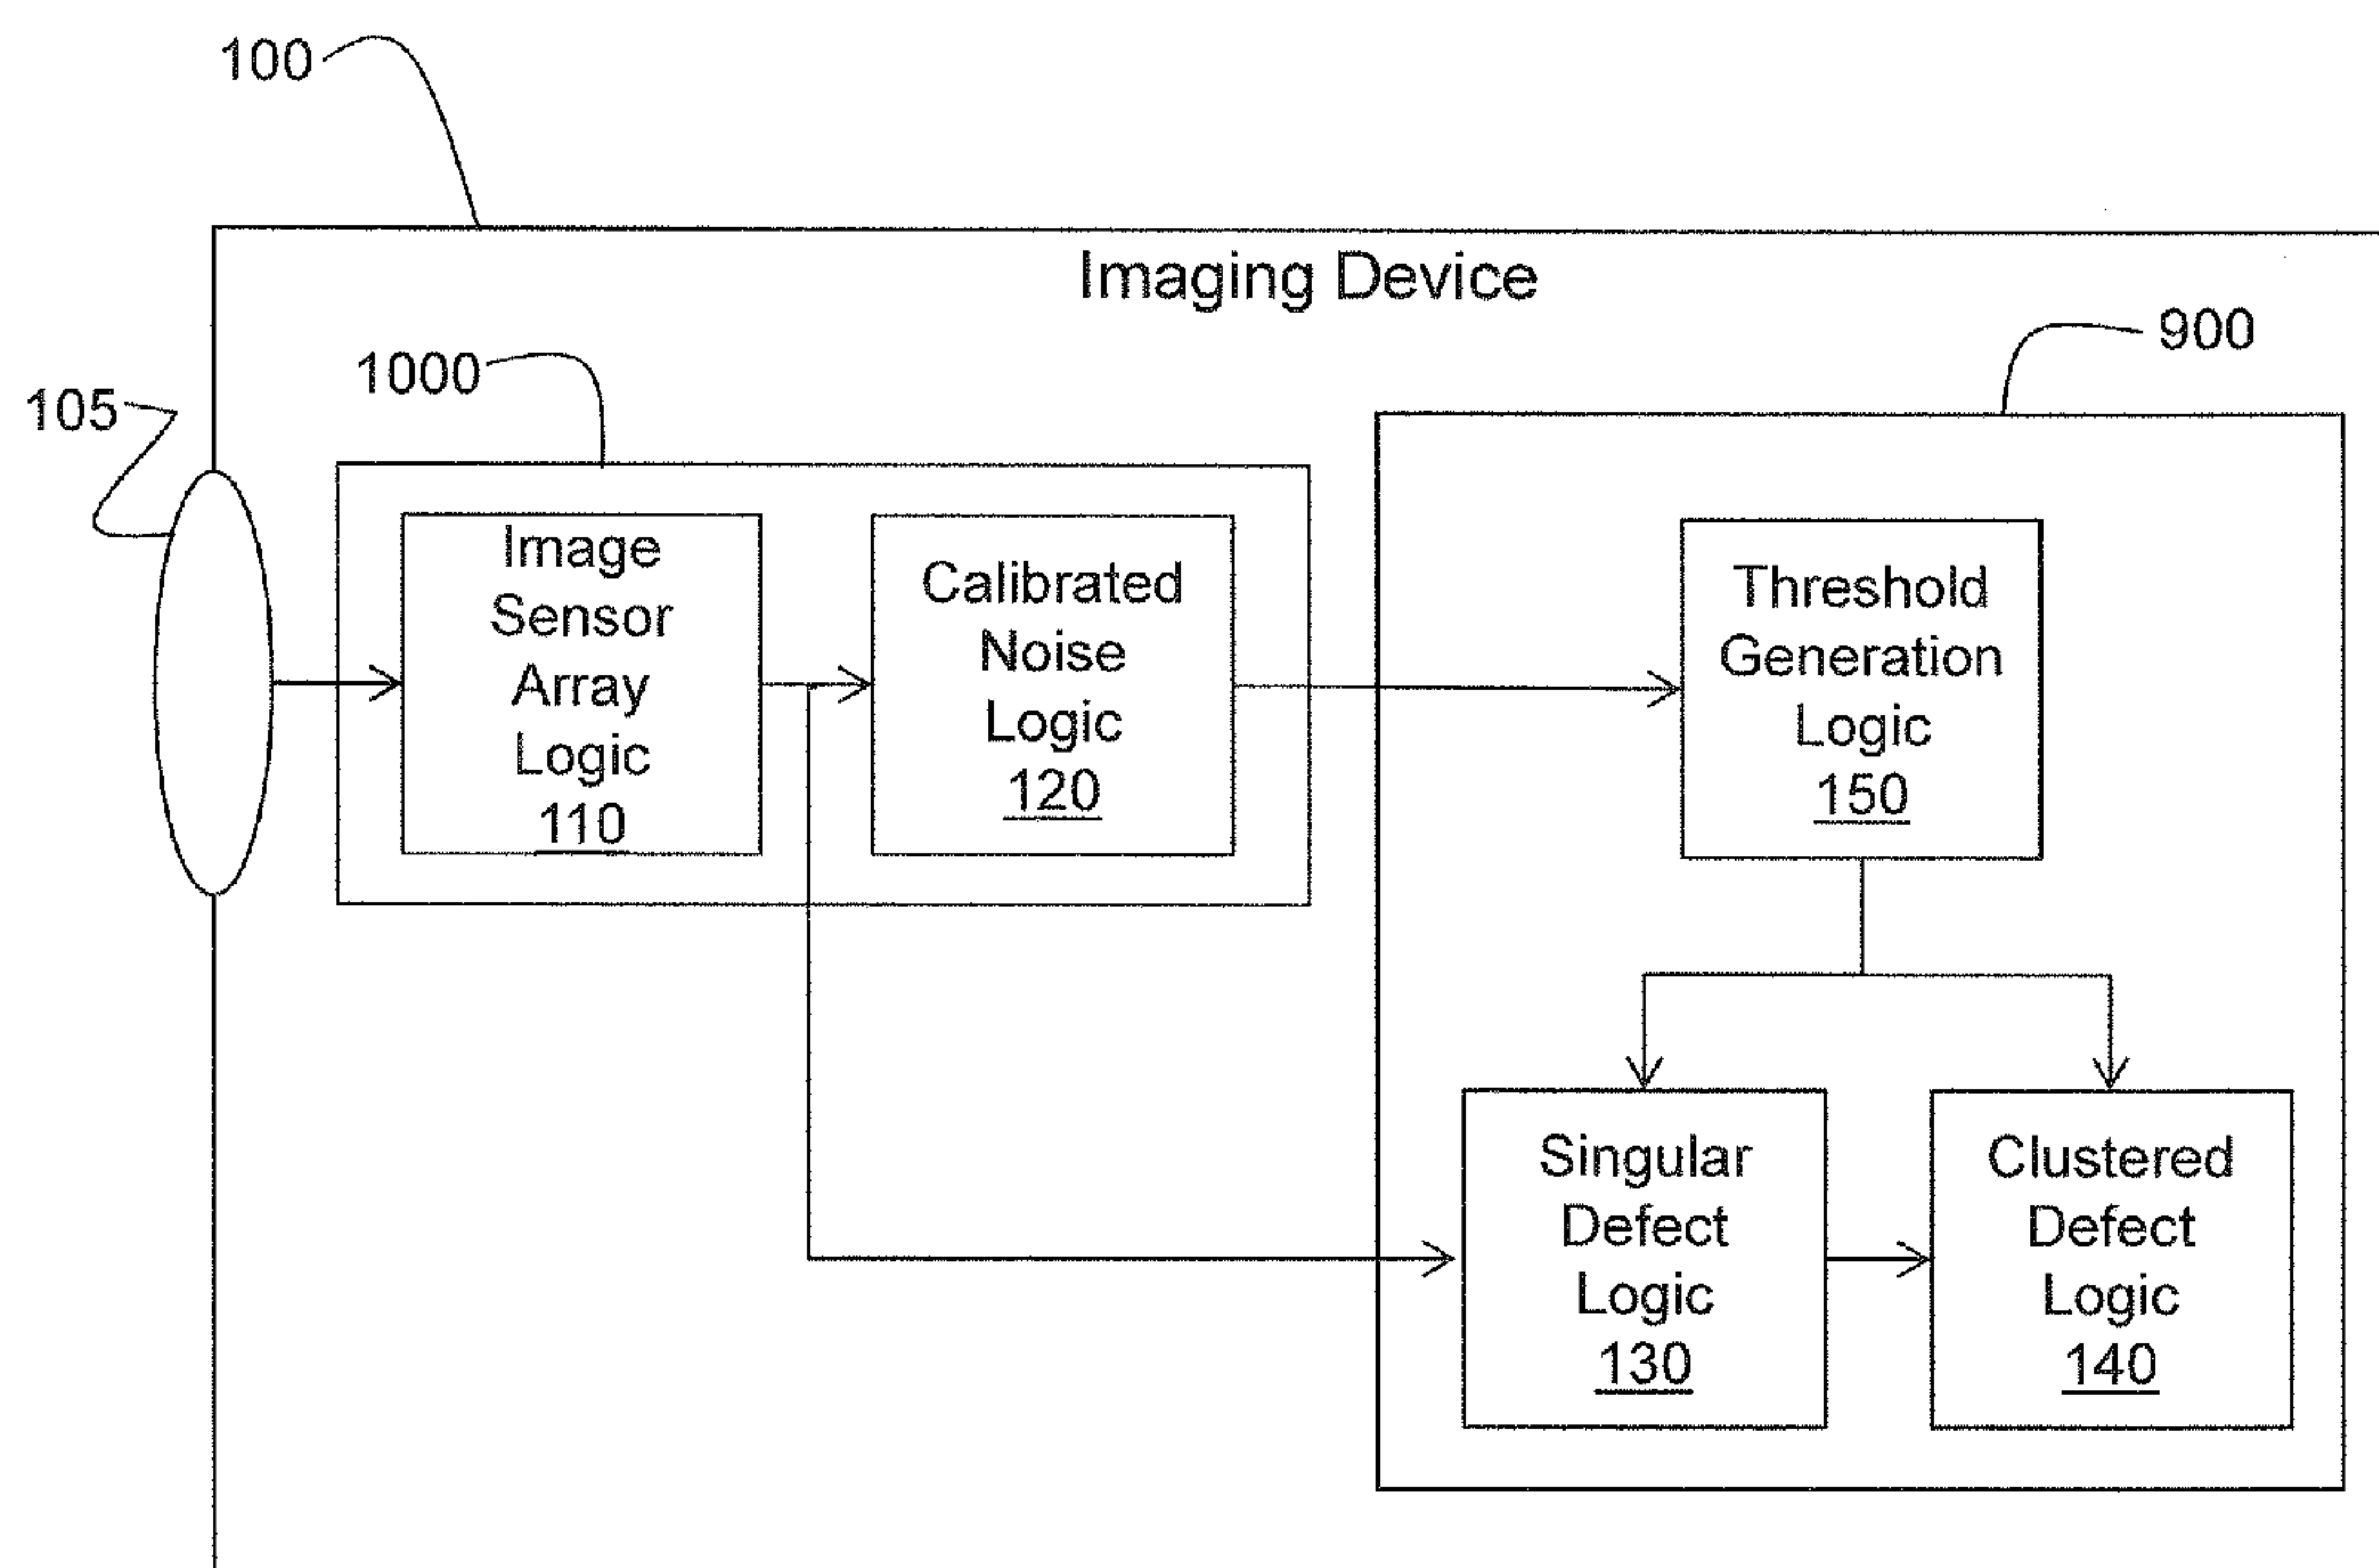 100
Imaging Device
900
1000
105
Image
Sensor
Array
Logic
110
Calibrated
Noise
Logic
120
Threshold
Generation
Logic
150
Singular
Defect
Logic
130
Clustered
Defect
Logic
140